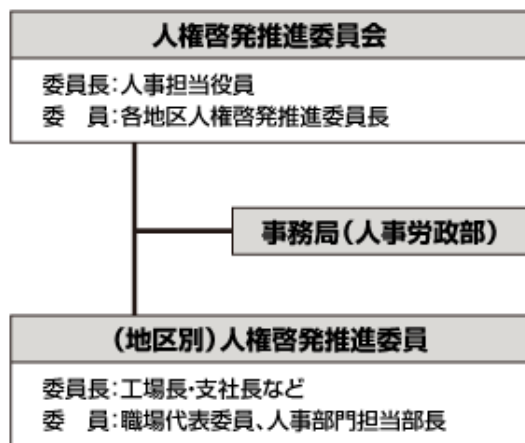 人権啓発推進委員会
委員長:人事担当役員
委　員:各地区人権啓発推進委員長
事務局(人事労政部)
(地区別)人権啓発推進委員
委員長:工場長・支社長など
委　員:職場代表委員、人事部門担当部長